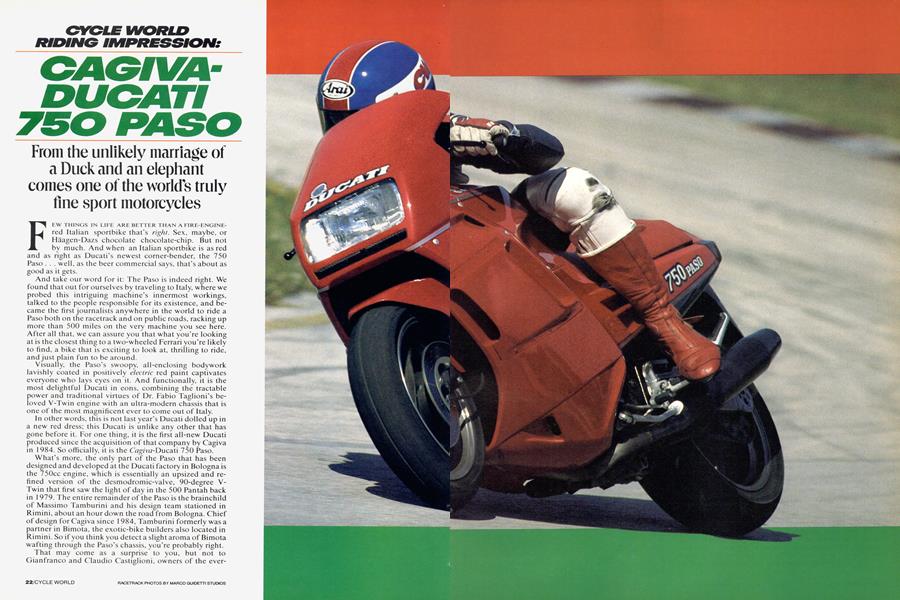 CYCLE WORLD
RIDING IMPRESSION:
CAGIVA-
DUCATI
750 PASO
From the unlikely marriage of
a Duck and an elephant
comes one of the world's truly
fine sport motorcycles
FEW THINGS IN LIFE ARE BETTER THAN A FIRE-ENGINE-
red Italian sportbike that's right. Sex, maybe, or
Häagen-Dazs chocolate chocolate-chip. But not
by much. And when an Italian sportbike is as red
and as right as Ducati's newest corner-bender, the 750
Paso . . . well, as the beer commercial says, that's about as
good as it gets.
And take our word for it: The Paso is indeed right. We
found that out for ourselves by traveling to Italy, where we
probed this intriguing machine's innermost workings,
talked to the people responsible for its existence, and be-
came the first journalists anywhere in the world to ride a
Paso both on the racetrack and on public roads, racking up
more than 500 miles on the very machine you see here.
After all that, we can assure you that what you're looking
at is the closest thing to a two-wheeled Ferrari you're likely
to find, a bike that is exciting to look at, thrilling to ride,
and just plain fun to be around.
Visually, the Paso's swoopy, all-enclosing bodywork
lavishly coated in positively electric red paint captivates
everyone who lays eyes on it. And functionally, it is the
most delightful Ducati in eons, combining the tractable
power and traditional virtues of Dr. Fabio Taglioni's be-
loved V-Twin engine with an ultra-modern chassis that is
one of the most magnificent ever to come out of Italy.
In other words, this is not last year's Ducati dolled up in
a new red dress; this Ducati is unlike any other that has
gone before it. For one thing, it is the first all-new Ducati
produced since the acquisition of that company by Cagiva
in 1984. So officially, it is the Cagiva-Ducati 750 Paso.
What's more, the only part of the Paso that has been
designed and developed at the Ducati factory in Bologna is
the 750cc engine, which is essentially an upsized and re-
fined version of the desmodromic-valve, 90-degree V-
Twin that first saw the light of day in the 500 Pantah back
in 1979. The entire remainder of the Paso is the brainchild
of Massimo Tamburini and his design team stationed in
Rimini, about an hour down the road from Bologna. Chief
of design for Cagiva since 1984, Tamburini formerly was a
partner in Bimota, the exotic-bike builders also located in
Rimini. So if you think you detect a slight aroma of Bimota
wafting through the Paso's chassis, you're probably right.
That may come as a surprise to you, but not to
Gianfranco and Claudio Castiglioni, owners of the ever-
22/CYCLE WORLD
RACETRACK PHOTOS BY MARCO GUIDETTI STUDIOS
Arai
DUCATI
750 PASO